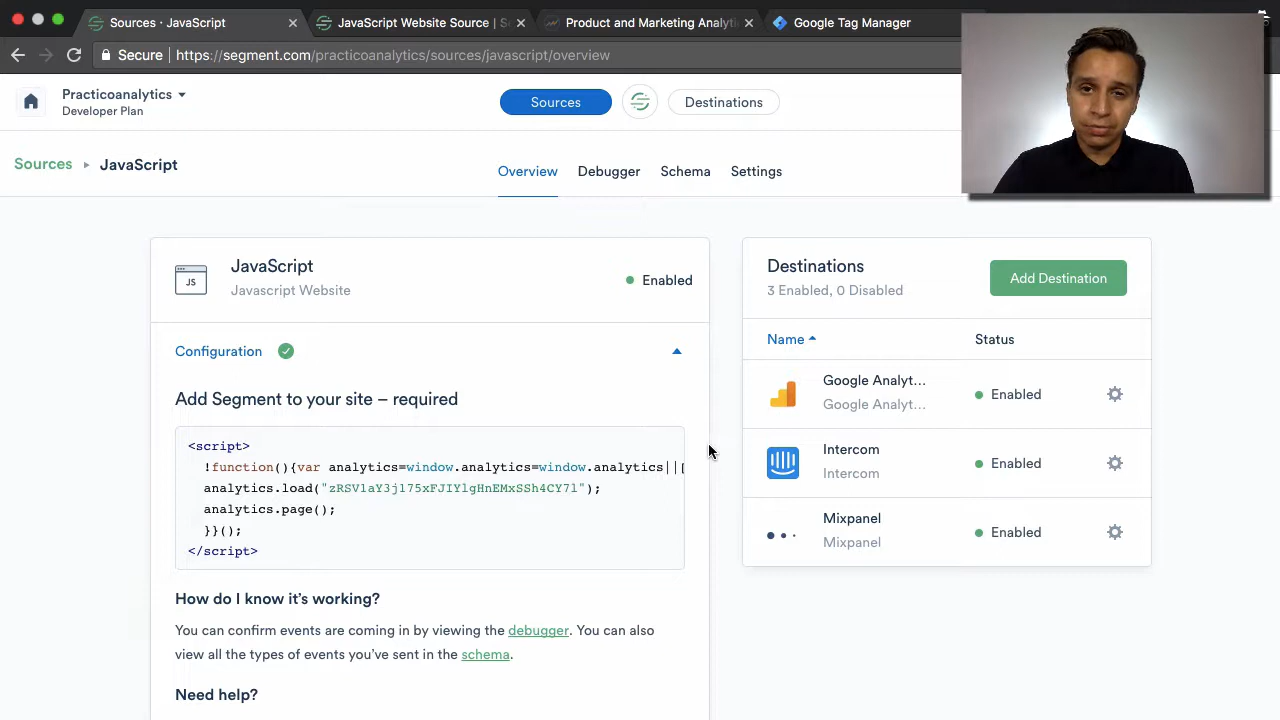 Sources · JavaScript
JavaScript Website Source | S
Product and Marketing Analyti
Google Tag Manager
Secure
https://segment.com/practicoanalytics/sources/javascript/overview
Practicoanalytics
Developer Plan
Sources
Destinations
Sources ▸ JavaScript
Overview
Debugger
Schema
Settings
JS
JavaScript
Javascript Website
Enabled
Configuration
Add Segment to your site – required
<script>
!function(){var analytics=window.analytics=window.analytics||[
analytics.load("zRSV1aY3jl75xFJIYlgHnEMxSSh4CY7l");
analytics.page();
}}();
</script>
How do I know it's working?
You can confirm events are coming in by viewing the debugger. You can also
view all the types of events you've sent in the schema.
Need help?
Destinations
3 Enabled, 0 Disabled
Add Destination
Name
Status
Google Analyt...
Google Analyt...
Enabled
Intercom
Intercom
Enabled
Mixpanel
Mixpanel
Enabled